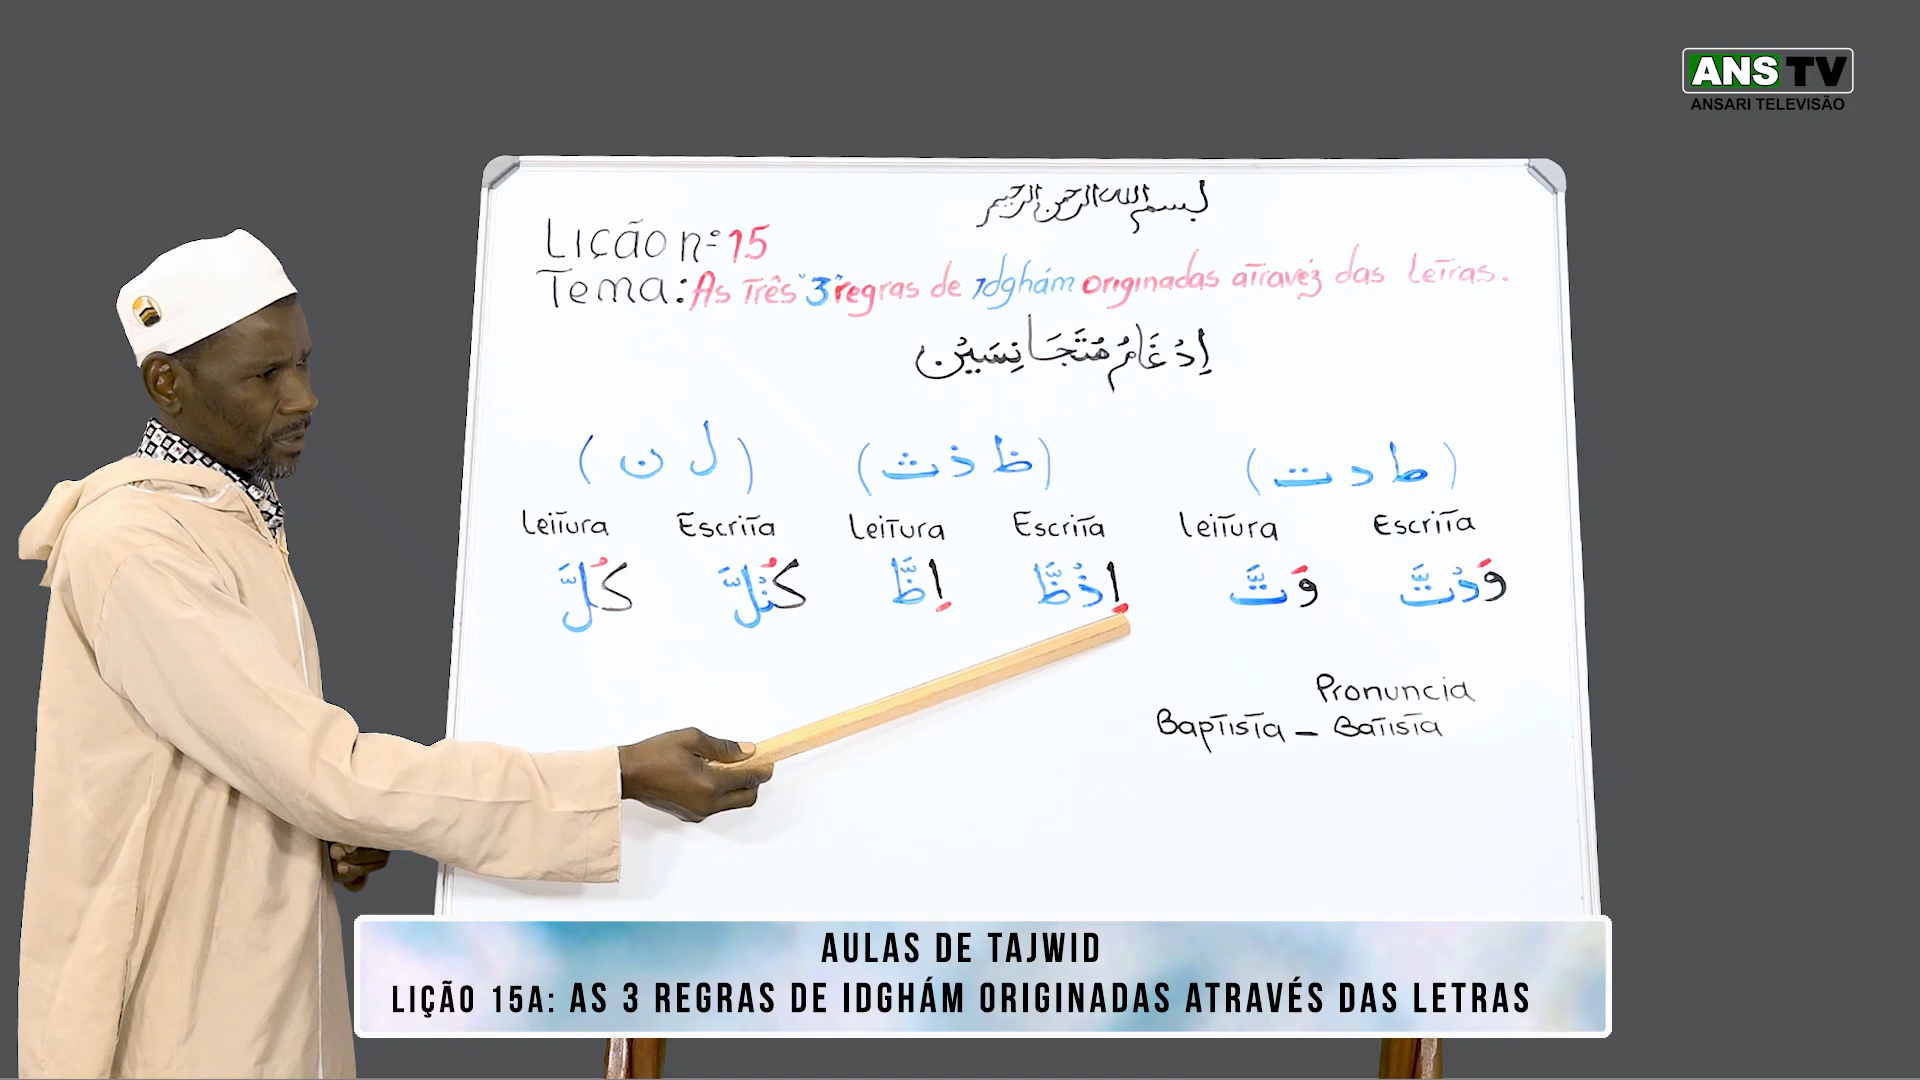 ANS TV
ANSARI TELEVISÃO
بسم الله الرحمن الرحيم
Lição nº 15
Tema: As Três "3" regras de idghám originadas atravéz das Letras.
اِدْغَامُ مُتَجَانِسَيْن
(ط د ت) (ظ ذ ث) (ل ن)
Leitura Escrita Leitura Escrita Leitura Escrita
وَدْتَّ وَتَّ اِذْظَّ اِظَّ كُنْلَّ كُلَّ
Pronuncia
Baptista - Batista
AULAS DE TAJWID
LIÇÃO 15A: AS 3 REGRAS DE IDGHÁM ORIGINADAS ATRAVÉS DAS LETRAS